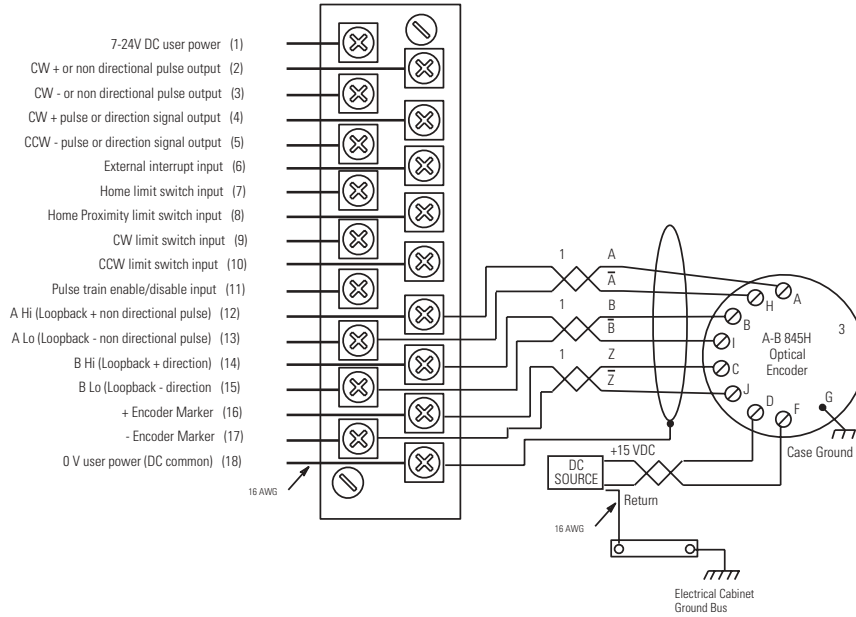 7-24V DC user power (1)
CW + or non directional pulse output (2)
CW - or non directional pulse output (3)
CW + pulse or direction signal output (4)
CCW - pulse or direction signal output (5)
External interrupt input (6)
Home limit switch input (7)
Home Proximity limit switch input (8)
CW limit switch input (9)
CCW limit switch input (10)
Pulse train enable/disable input (11)
A Hi (Loopback + non directional pulse) (12)
A Lo (Loopback - non directional pulse) (13)
B Hi (Loopback + direction) (14)
B Lo (Loopback - direction (15)
+ Encoder Marker (16)
- Encoder Marker (17)
0 V user power (DC common) (18)
16 AWG
1 A
A̅
1 B
B̅
1 Z
Z̅
A
H
B
I
C
J
D
F
G
3
A-B 845H
Optical
Encoder
Case Ground
+15 VDC
DC
SOURCE
Return
16 AWG
Electrical Cabinet
Ground Bus